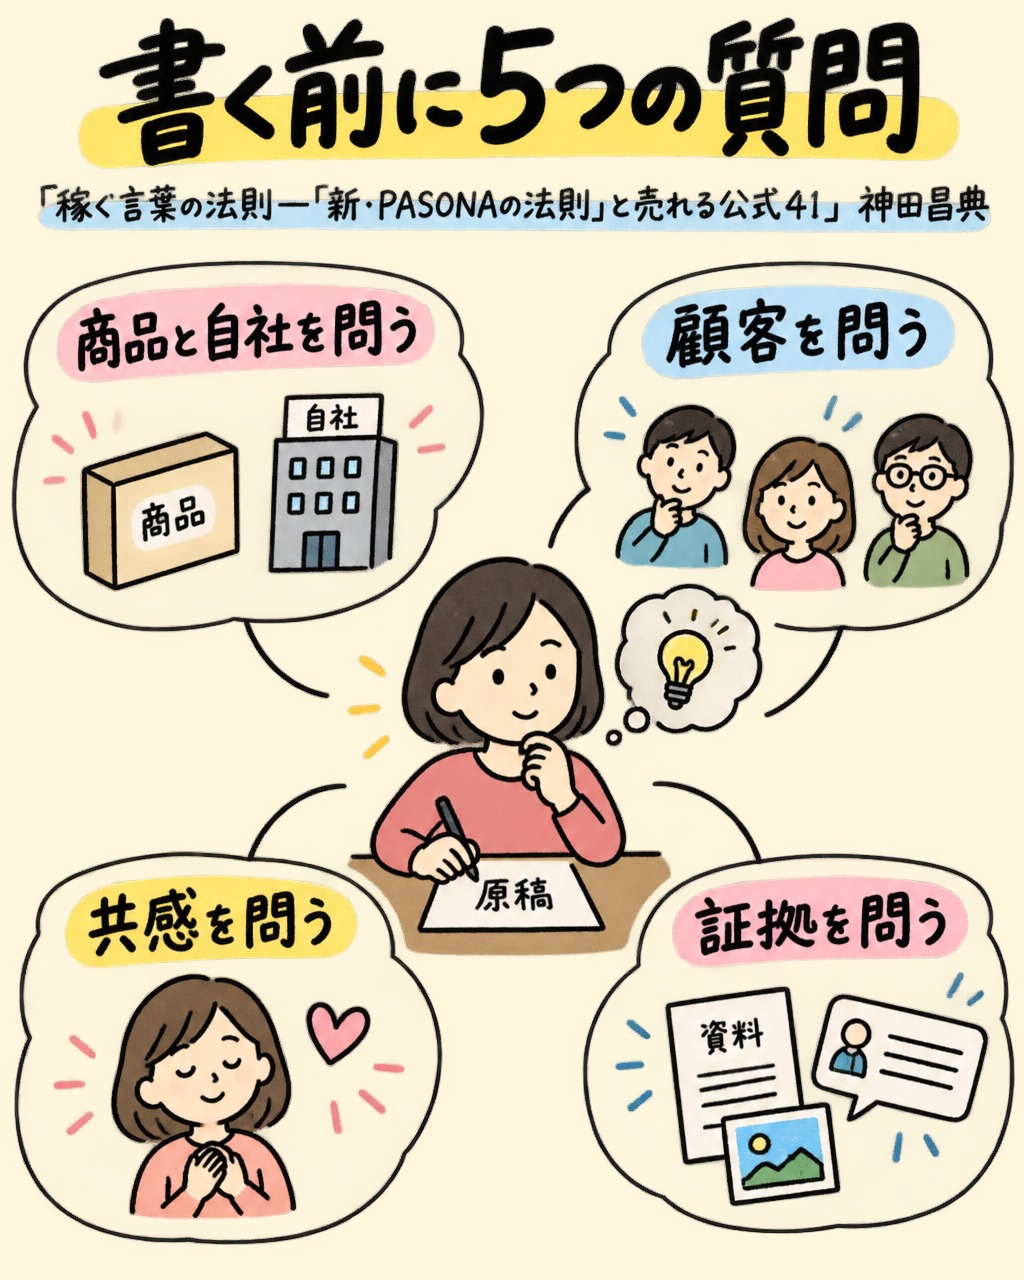 書く前に5つの質問
「稼ぐ言葉の法則―「新・PASONAの法則」と売れる公式41」 神田昌典
商品と自社を問う
自社
商品
顧客を問う
原稿
共感を問う
証拠を問う
資料